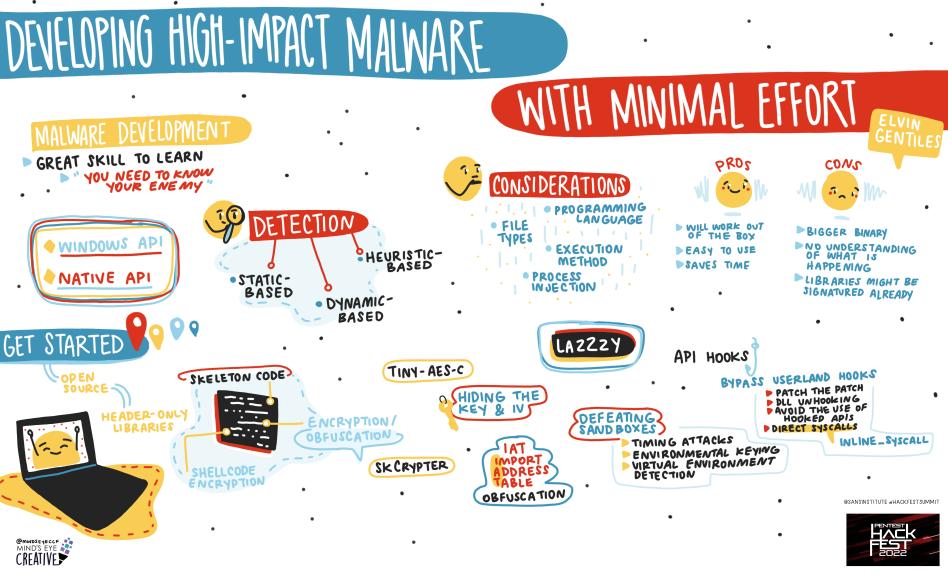 DEVELOPING HIGH-IMPACT MALWARE
WITH MINIMAL EFFORT
ELVIN
GENTILES
MALWARE DEVELOPMENT
GREAT SKILL TO LEARN
"YOU NEED TO KNOW
YOUR ENEMY"
WINDOWS API
NATIVE API
DETECTION
STATIC-
BASED
DYNAMIC-
BASED
HEURISTIC-
BASED
CONSIDERATIONS
PROGRAMMING
LANGUAGE
FILE
TYPES
EXECUTION
METHOD
PROCESS
INJECTION
PROS
WILL WORK OUT
OF THE BOX
EASY TO USE
SAVES TIME
CONS
BIGGER BINARY
NO UNDERSTANDING
OF WHAT IS
HAPPENING
LIBRARIES MIGHT BE
SIGNATURED ALREADY
GET STARTED
OPEN
SOURCE
HEADER-ONLY
LIBRARIES
SKELETON CODE
ENCRYPTION/
OBFUSCATION
SHELLCODE
ENCRYPTION
TINY-AES-C
HIDING THE
KEY & IV
SKCRYPTER
IAT
IMPORT
ADDRESS
TABLE
OBFUSCATION
LAZZZY
DEFEATING
SANDBOXES
TIMING ATTACKS
ENVIRONMENTAL KEYING
VIRTUAL ENVIRONMENT
DETECTION
API HOOKS
BYPASS USERLAND HOOKS
PATCH THE PATCH
DLL UNHOOKING
AVOID THE USE OF
HOOKED APIS
DIRECT SYSCALLS
INLINE_SYSCALL
@MINDSEYECCF
MIND'S EYE
CREATIVE
@SANSINSTITUTE #HACKFESTSUMMIT
PENTEST
HACK
FEST
2022